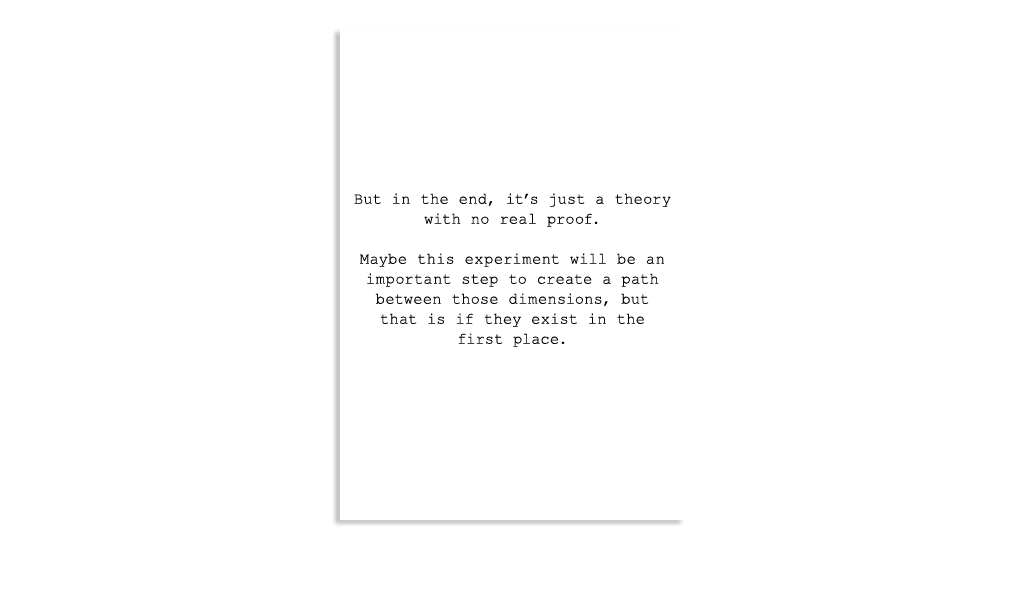 But in the end, it's just a theory
with no real proof.
Maybe this experiment will be an
important step to create a path
between those dimensions, but
that is if they exist in the
first place.